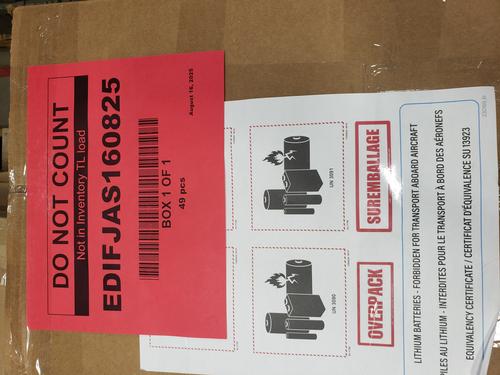 DO NOT COUNT
Not in Inventory TL load
EDIFJAS160825
BOX 1 OF 1
49 pcs
August 16, 2025
UN 3091
SUREMBALLAGE
UN 3090
OVERPACK
LITHIUM BATTERIES - FORBIDDEN FOR TRANSPORT ABOARD AIRCRAFT
PILES AU LITHIUM - INTERDITES POUR LE TRANSPORT À BORD DES AÉRONEFS
EQUIVALENCY CERTIFICATE / CERTIFICAT D'ÉQUIVALENCE SU 13923